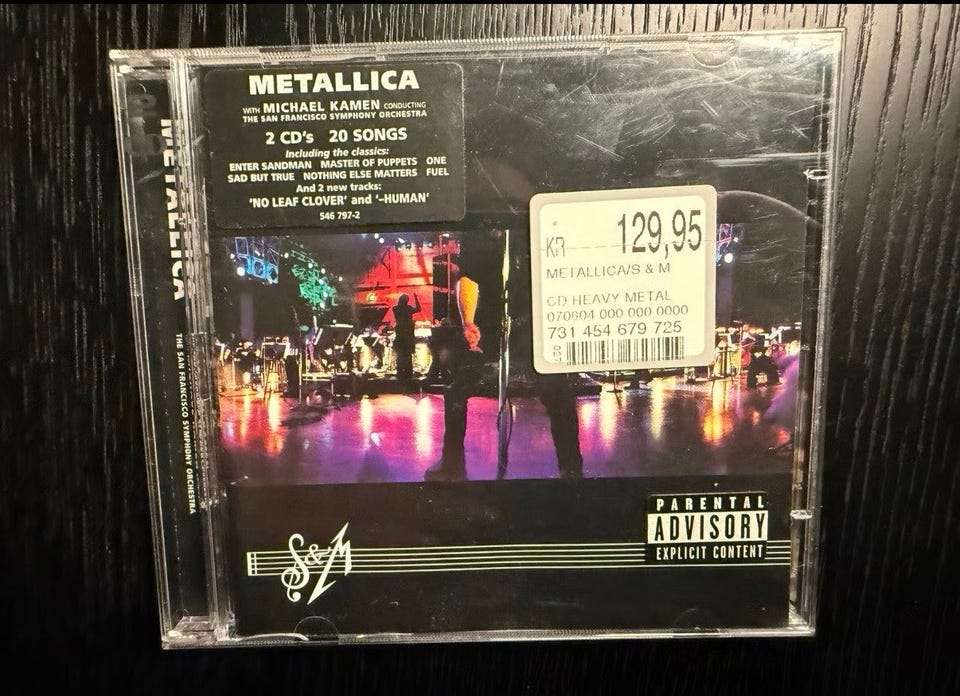 METALLICA
WITH MICHAEL KAMEN CONDUCTING
THE SAN FRANCISCO SYMPHONY ORCHESTRA
2 CD's 20 SONGS
including the classics:
ENTER SANDMAN MASTER OF PUPPETS ONE
SAD BUT TRUE NOTHING ELSE MATTERS FUEL
And 2 new tracks:
'NO LEAF CLOVER' and '–HUMAN'
546 797-2
METALLICA
THE SAN FRANCISCO SYMPHONY ORCHESTRA
KR 129,95
METALLICA/S & M
CD HEAVY METAL
070604 000 000 0000
731 454 679 725
027
S&M
PARENTAL
ADVISORY
EXPLICIT CONTENT